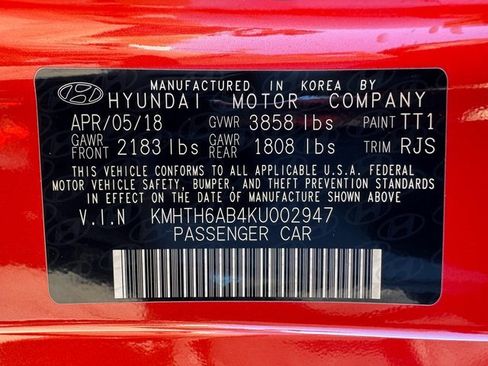 MANUFACTURED IN KOREA BY
HYUNDAI MOTOR COMPANY
APR/05/18 GVWR 3858 lbs PAINT TT1
GAWR FRONT 2183 lbs GAWR REAR 1808 lbs TRIM RJS
THIS VEHICLE CONFORMS TO ALL APPLICABLE U.S.A. FEDERAL
MOTOR VEHICLE SAFETY, BUMPER, AND THEFT PREVENTION STANDARDS
IN EFFECT ON THE DATE OF MANUFACTURE SHOWN ABOVE.
V.I.N KMHTH6AB4KU002947
PASSENGER CAR